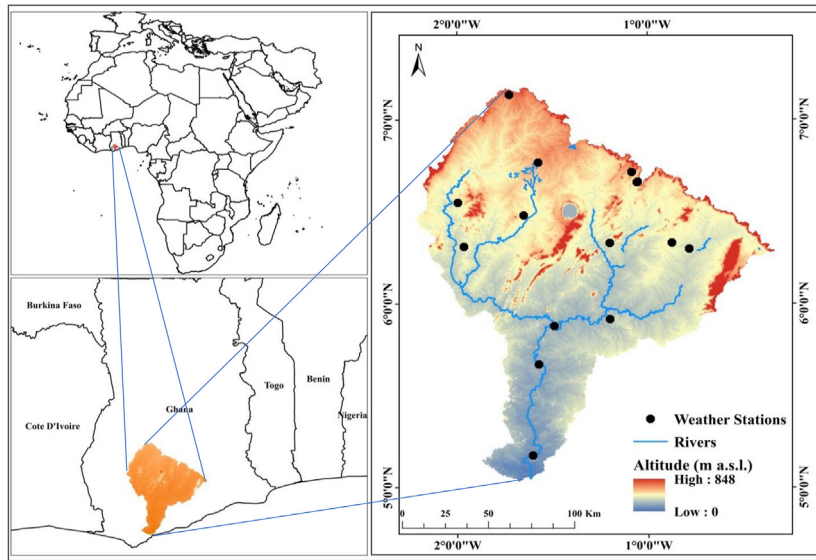 2°0'0"W
1°0'0"W
N
7°0'0"N
7°0'0"N
6°0'0"N
6°0'0"N
5°0'0"N
5°0'0"N
Burkina Faso
Cote D'Ivoire
Ghana
Togo
Benin
Nigeria
Weather Stations
Rivers
Altitude (m a.s.l.)
High : 848
Low : 0
0 25 50 100 Km
2°0'0"W
1°0'0"W